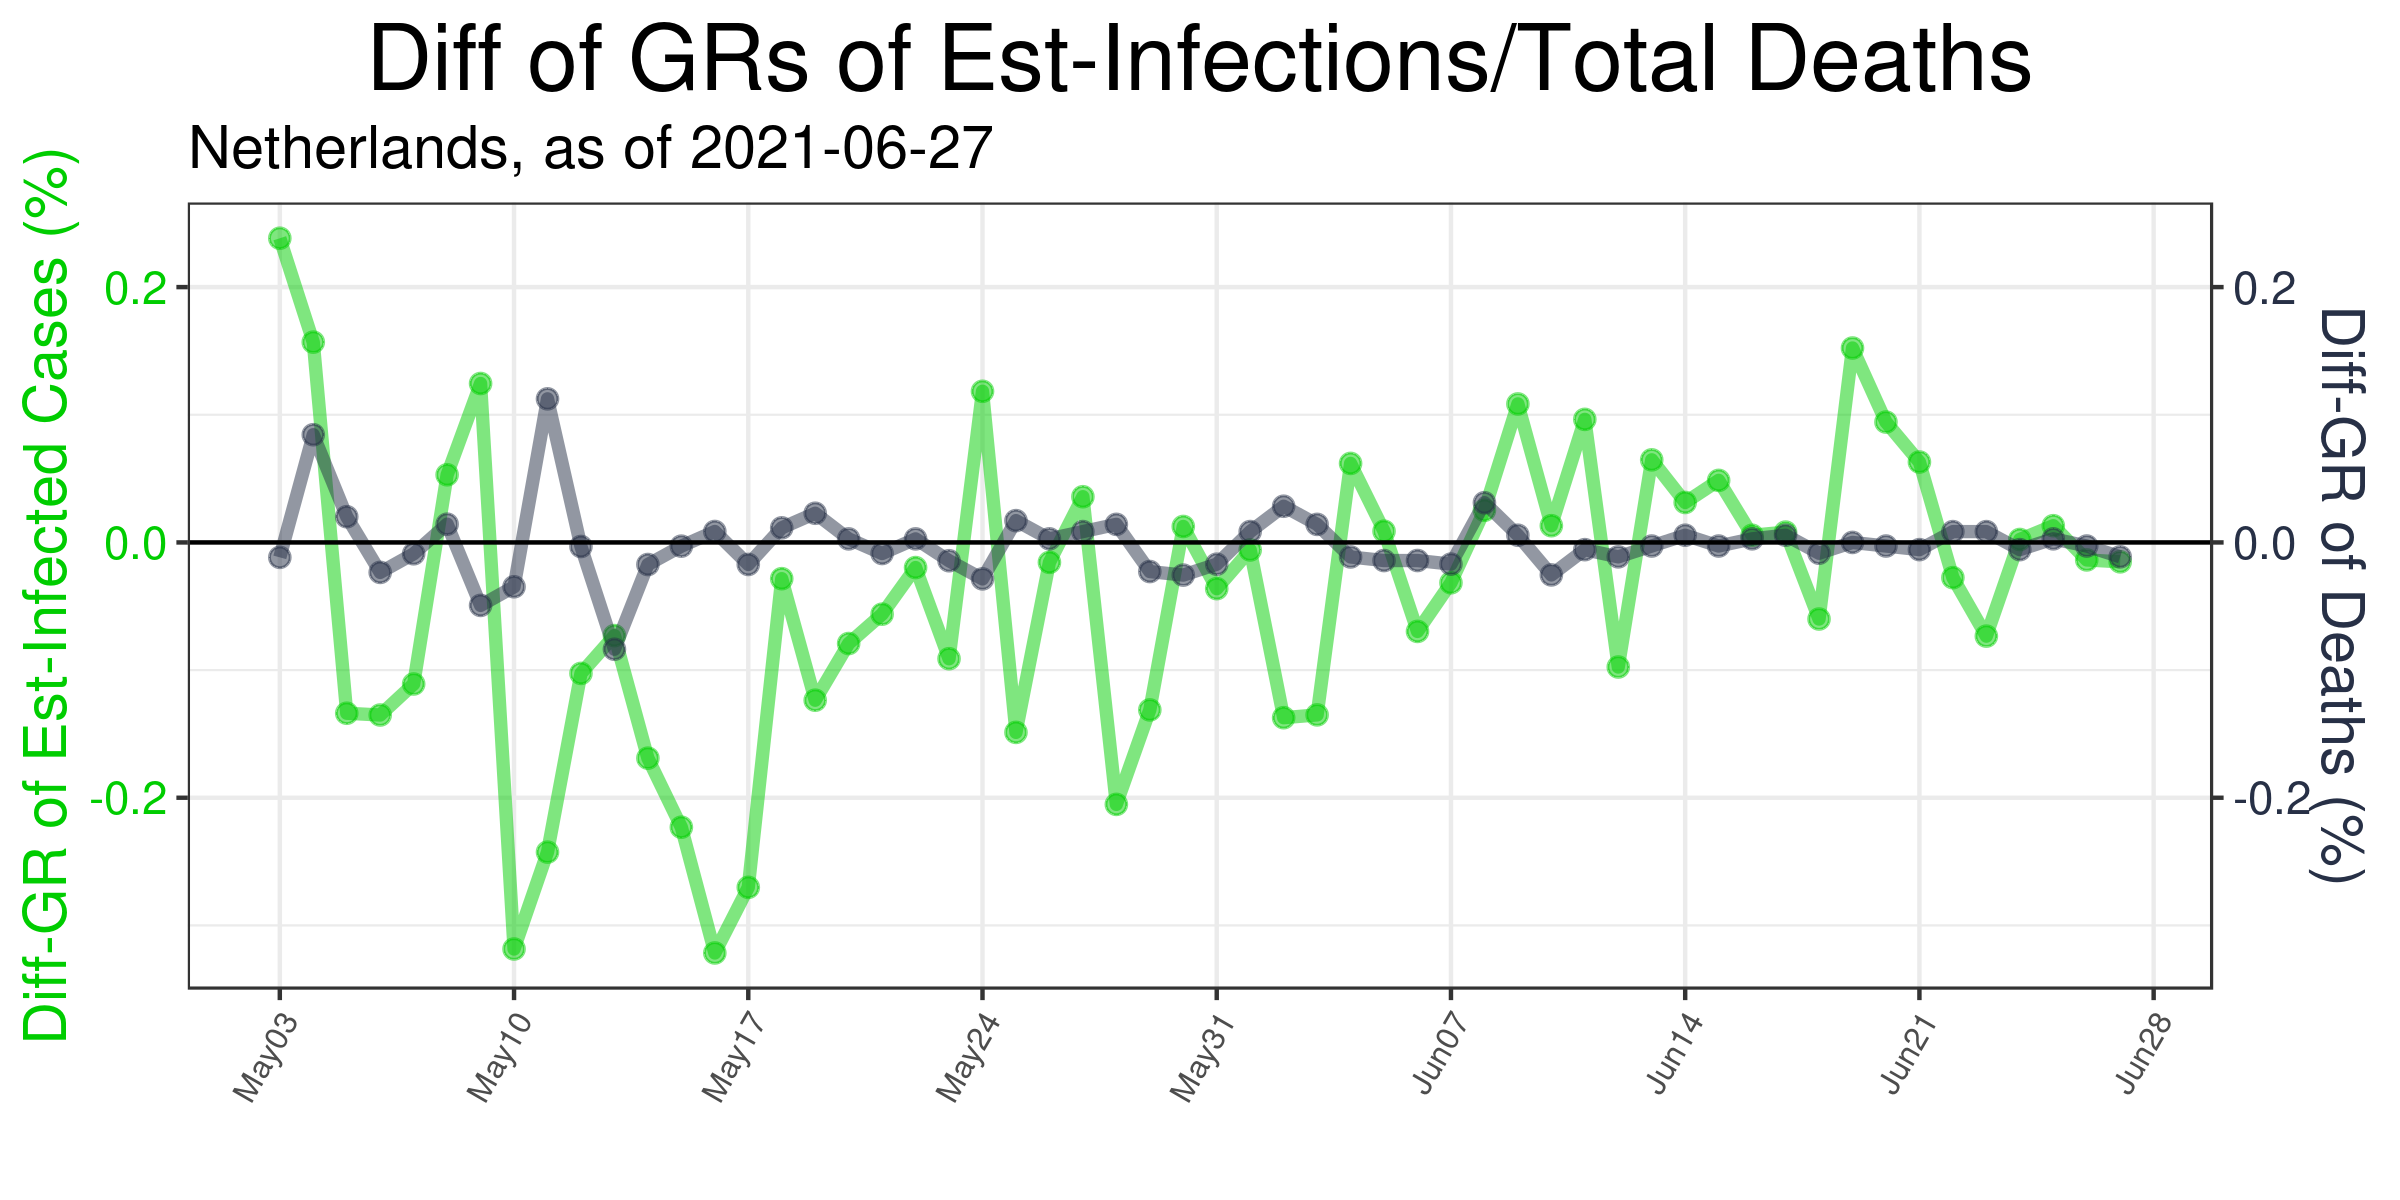 Diff of GRs of Est-Infections/Total Deaths
Netherlands, as of 2021-06-27
Diff-GR of Est-Infected Cases (%)
0.2
0.0
-0.2
0.2
0.0
-0.2
Diff-GR of Deaths (%)
May03
May10
May17
May24
May31
Jun07
Jun14
Jun21
Jun28